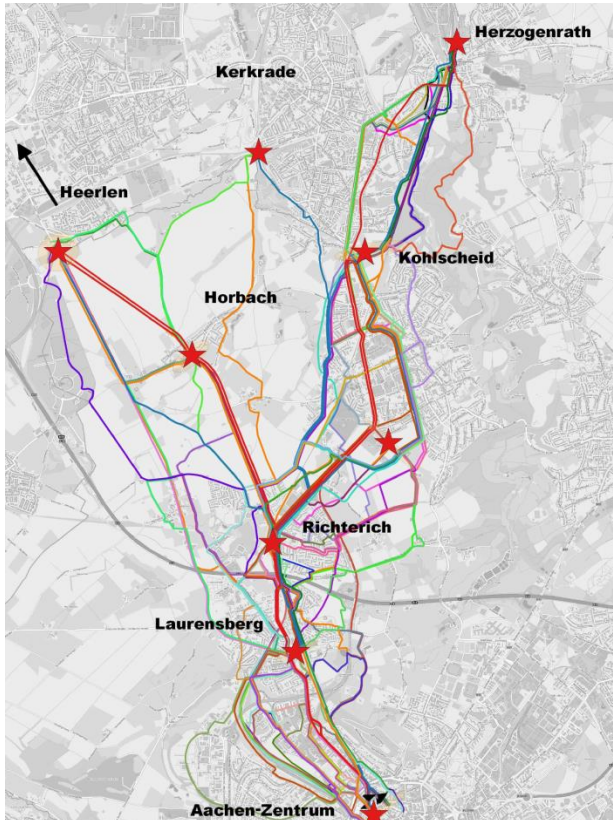 Herzogenrath
Kerkrade
Heerlen
Kohlscheid
Horbach
Richterich
Laurensberg
Aachen-Zentrum